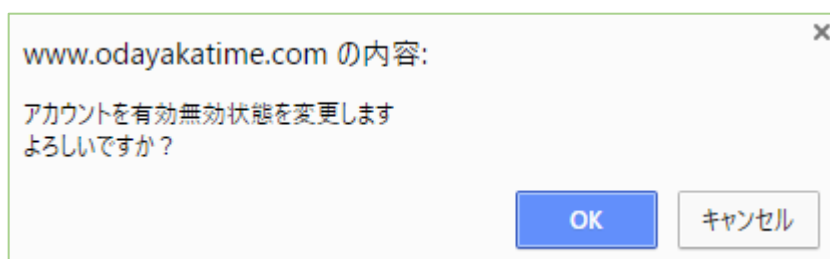 www.odayakatime.com の内容:
アカウントを有効無効状態を変更します
よろしいですか？
OK
キャンセル